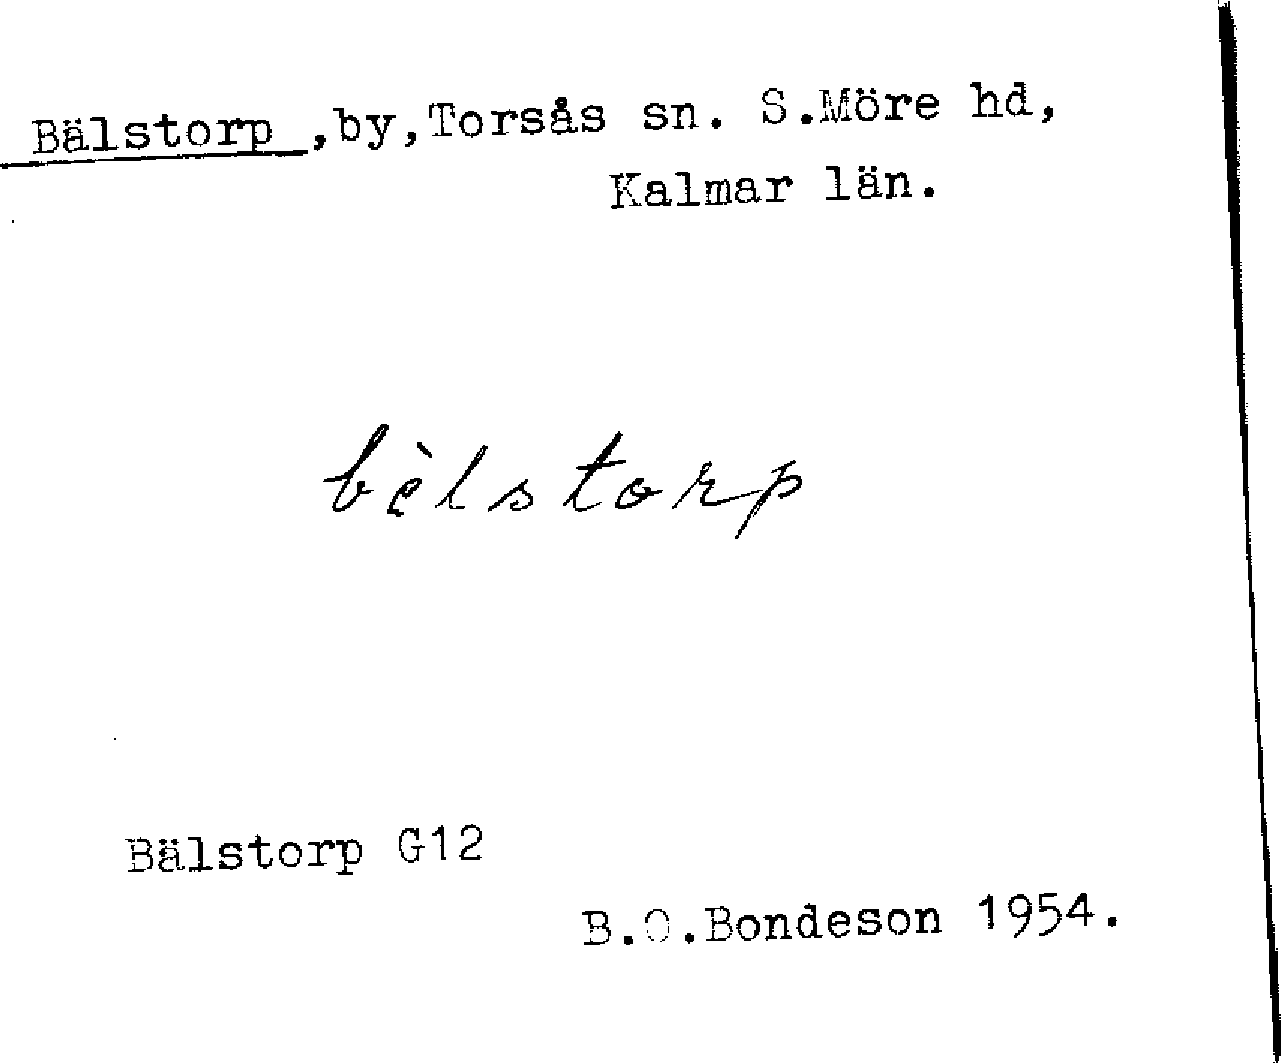 Bälstorp ,by,Torsås sn. S.Möre hd,
Kalmar län.
bèlstorp
Bälstorp G12
B.O.Bondeson 1954.